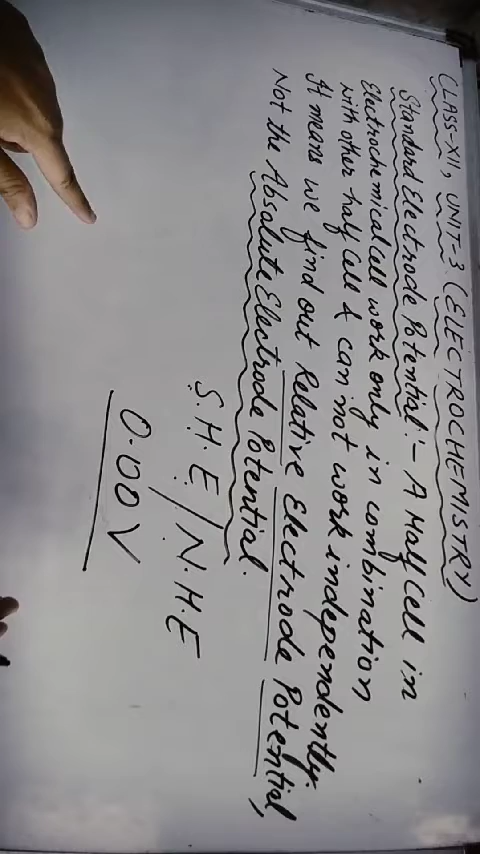 CLASS-XII, UNIT-3 (ELECTROCHEMISTRY)
Standard Electrode Potential:- A Half Cell in
Electrochemical cell work only in combination
with other half Cell & can not work independently
It means we find out Relative Electrode Potential,
Not the Absolute Electrode Potential.
S.H.E/N.H.E
0.00V